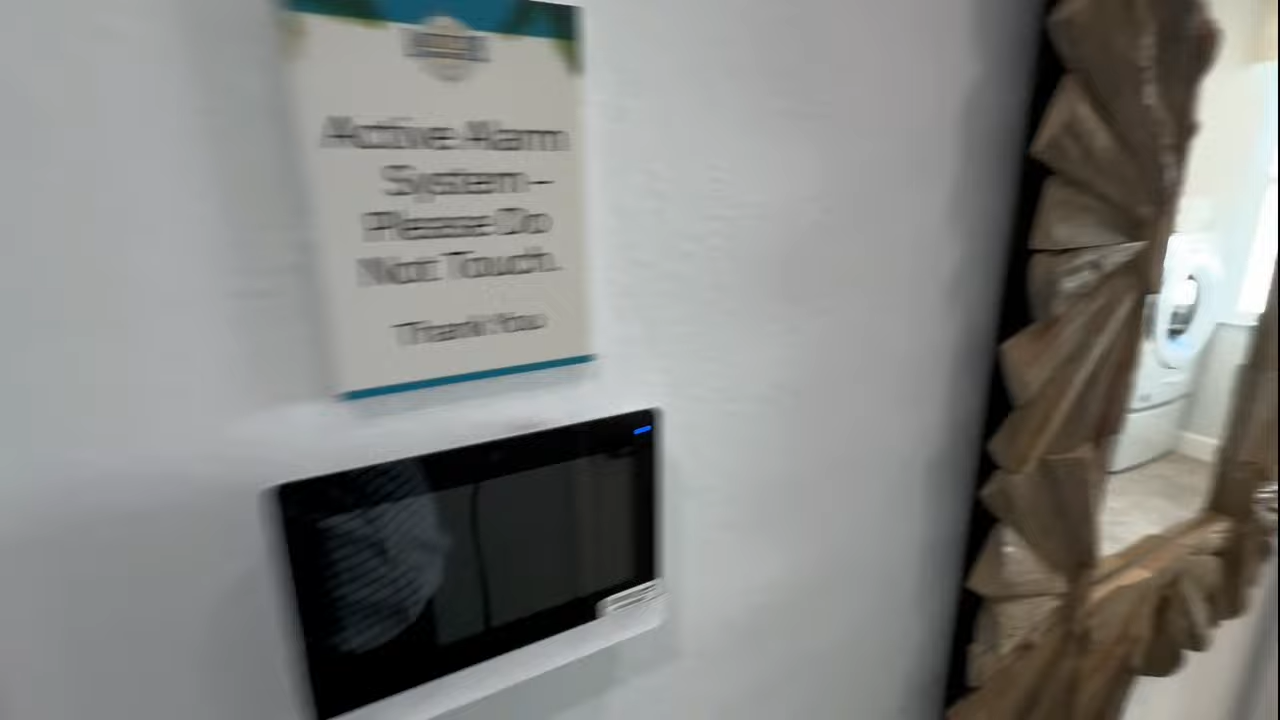 Active Alarm
System –
Please Do
Not Touch.
Thank You